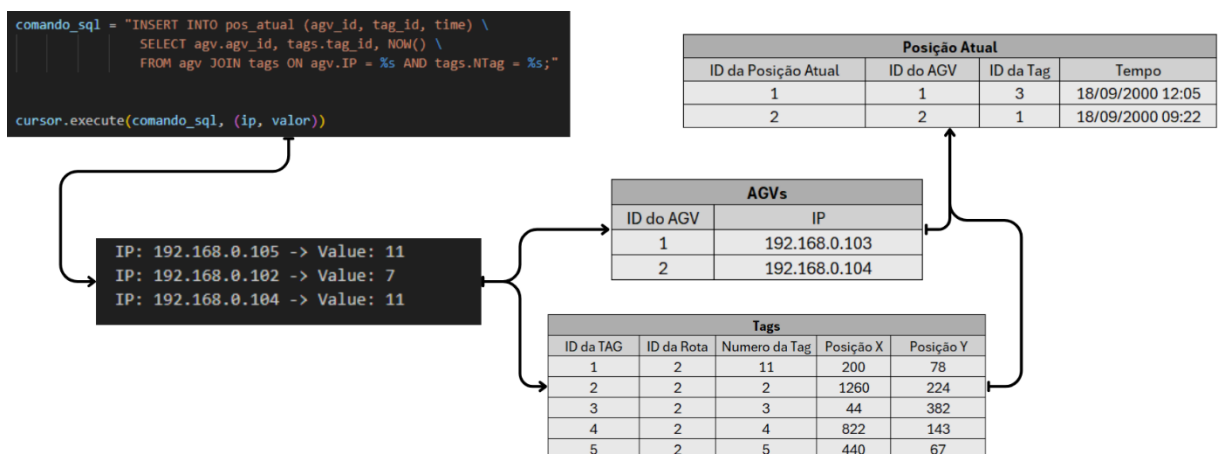 comando_sql = "INSERT INTO pos_atual (agv_id, tag_id, time) \
SELECT agv.agv_id, tags.tag_id, NOW() \
FROM agv JOIN tags ON agv.IP = %s AND tags.NTag = %s;"
cursor.execute(comando_sql, (ip, valor))
Posição Atual
ID da Posição Atual ID do AGV ID da Tag Tempo
1 1 3 18/09/2000 12:05
2 2 1 18/09/2000 09:22
AGVs
ID do AGV IP
1 192.168.0.103
2 192.168.0.104
IP: 192.168.0.105 -> Value: 11
IP: 192.168.0.102 -> Value: 7
IP: 192.168.0.104 -> Value: 11
Tags
ID da TAG ID da Rota Numero da Tag Posição X Posição Y
1 2 11 200 78
2 2 2 1260 224
3 2 3 44 382
4 2 4 822 143
5 2 5 440 67